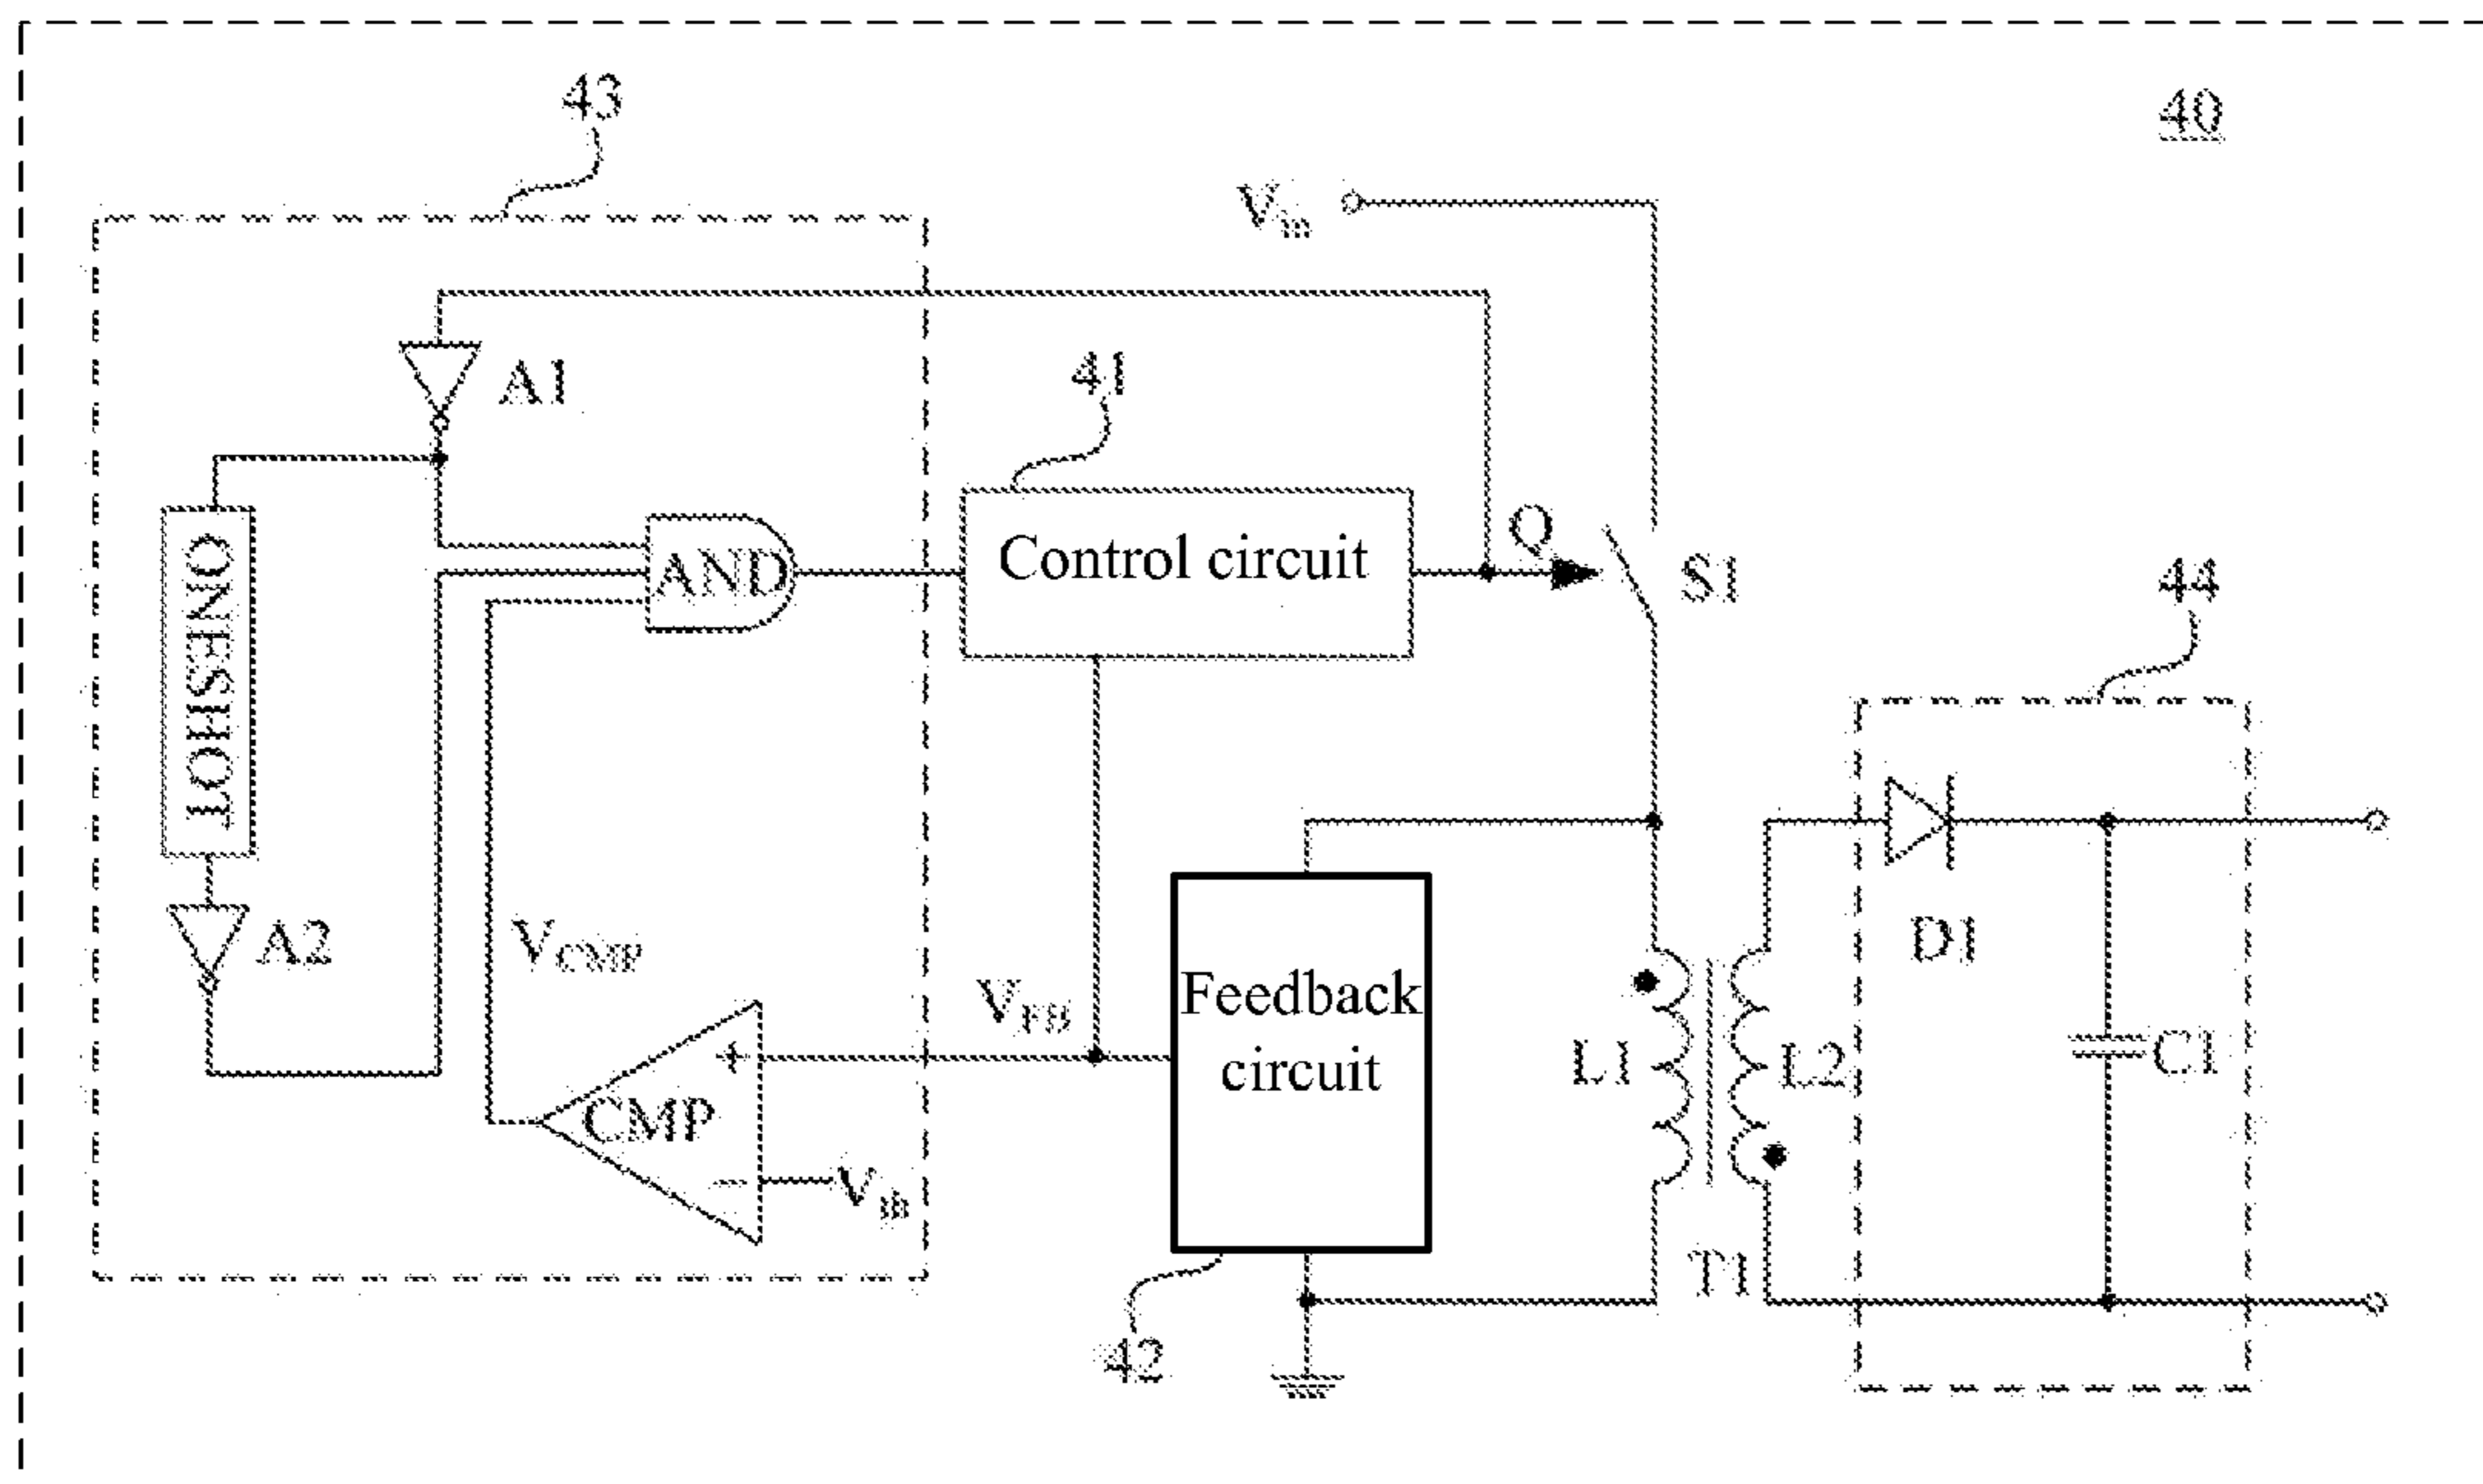 43
40
Vin
A1
41
ONESHOT
AND
Control circuit
Q
S1
44
A2
VCMP
VFB
Feedback
circuit
D1
+
CMP
L1
L2
C1
−
Vth
T1
42